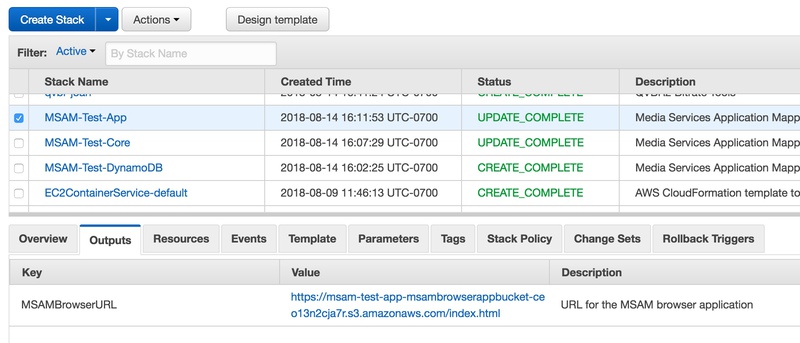 Create Stack Actions Design template
Filter: Active By Stack Name
Stack Name Created Time Status Description
MSAM-Test-App 2018-08-14 16:11:53 UTC-0700 UPDATE_COMPLETE Media Services Application Mapp
MSAM-Test-Core 2018-08-14 16:07:29 UTC-0700 UPDATE_COMPLETE Media Services Application Mapp
MSAM-Test-DynamoDB 2018-08-14 16:02:25 UTC-0700 CREATE_COMPLETE Media Services Application Mapp
EC2ContainerService-default 2018-08-09 11:46:13 UTC-0700 CREATE_COMPLETE AWS CloudFormation template to
Overview Outputs Resources Events Template Parameters Tags Stack Policy Change Sets Rollback Triggers
Key Value Description
MSAMBrowserURL https://msam-test-app-msambrowserappbucket-ce URL for the MSAM browser application
o13n2cja7r.s3.amazonaws.com/index.html